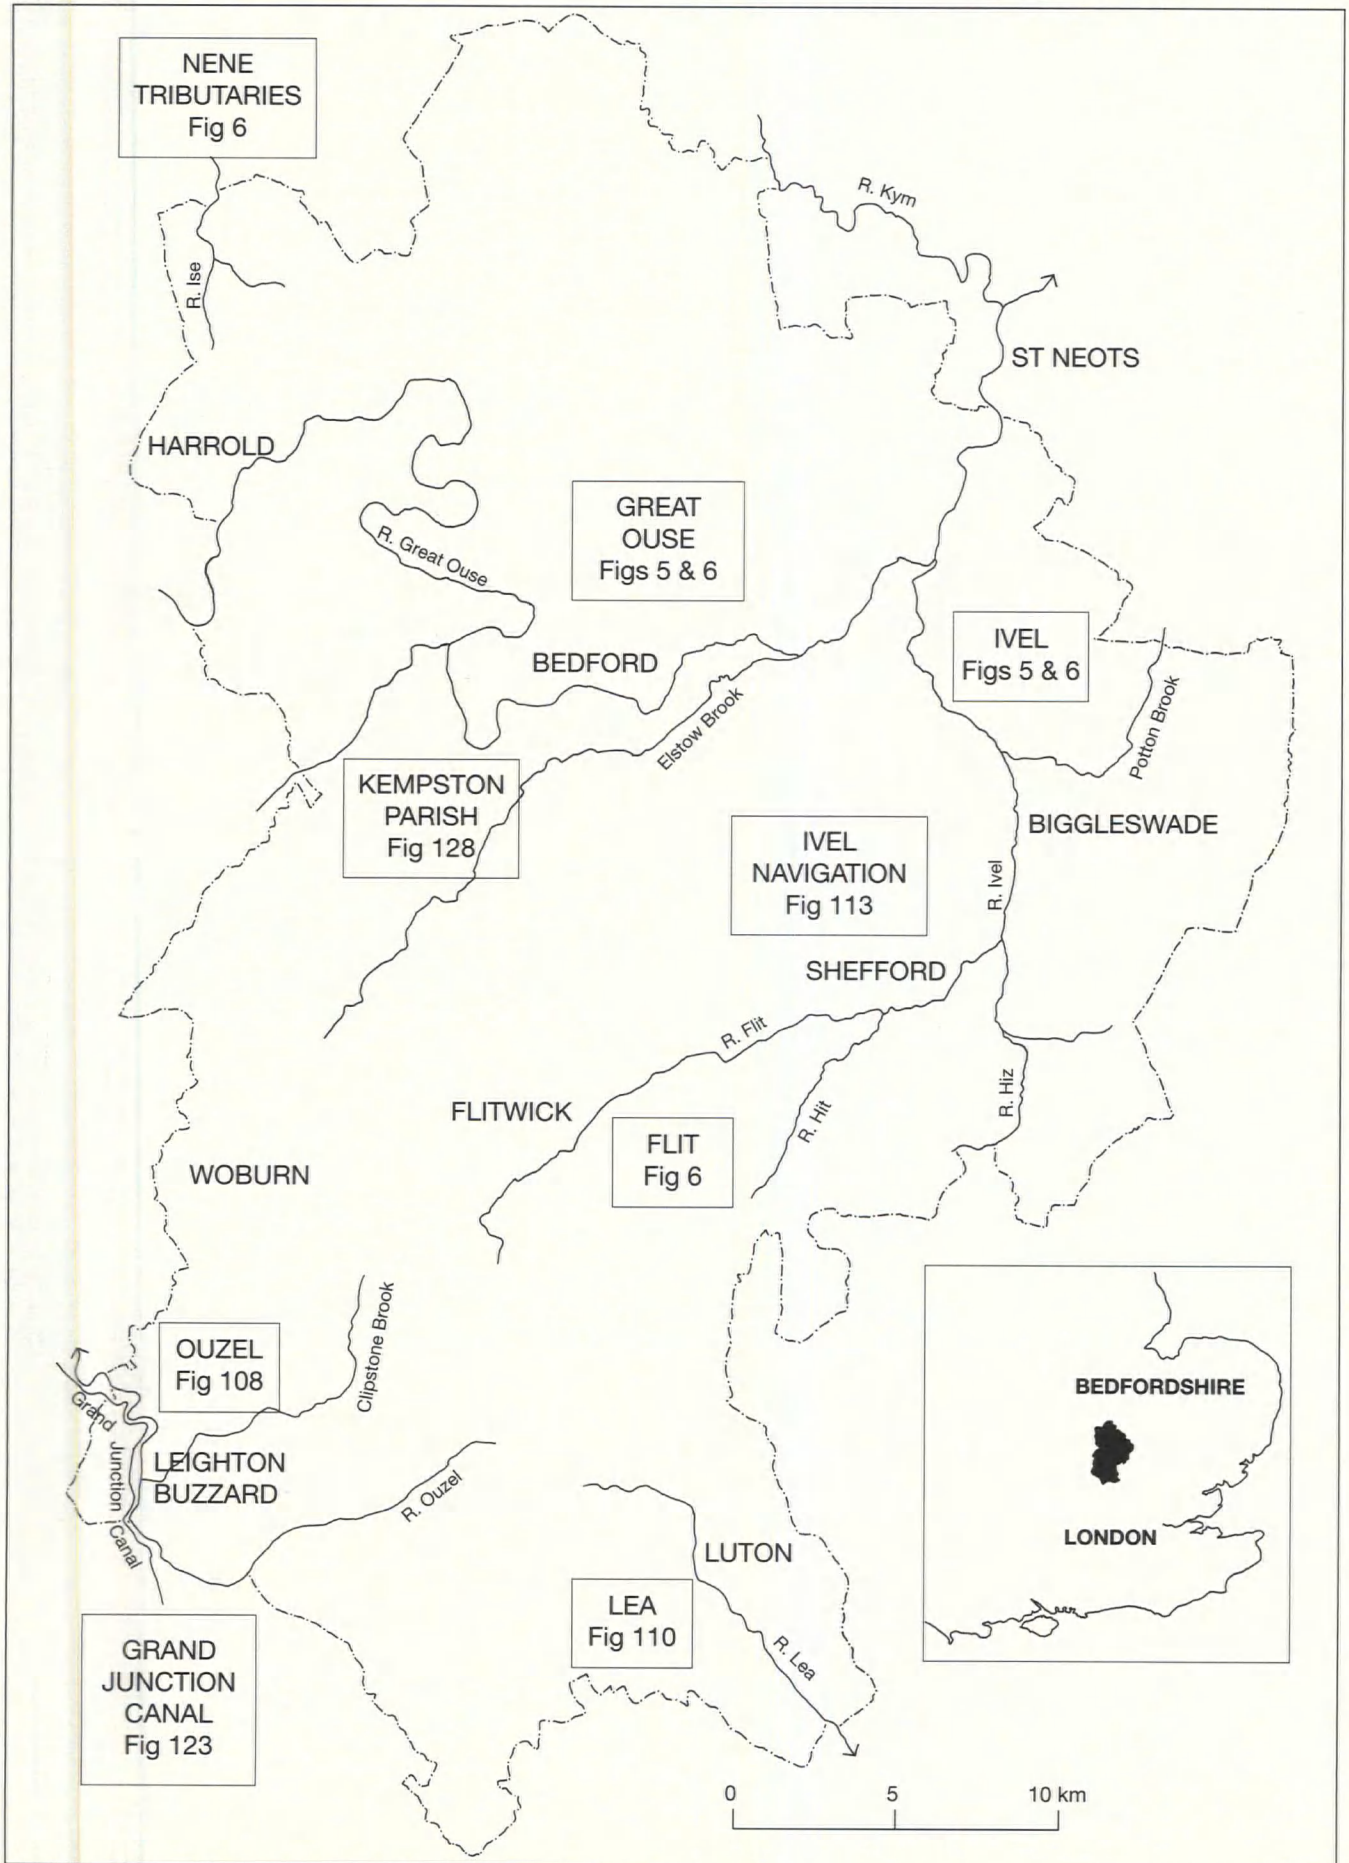 NENE
TRIBUTARIES
Fig 6
R. Kym
R. Ise
ST NEOTS
HARROLD
GREAT
OUSE
Figs 5 & 6
R. Great Ouse
IVEL
Figs 5 & 6
BEDFORD
Potton Brook
Elstow Brook
KEMPSTON
PARISH
Fig 128
IVEL
NAVIGATION
Fig 113
BIGGLESWADE
R. Ivel
SHEFFORD
R. Flit
R. Hiz
FLITWICK
R. Hit
FLIT
Fig 6
WOBURN
Clipstone Brook
OUZEL
Fig 108
Grand
Junction
Canal
LEIGHTON
BUZZARD
R. Ouzel
BEDFORDSHIRE
LONDON
LUTON
LEA
Fig 110
R. Lea
GRAND
JUNCTION
CANAL
Fig 123
0 5 10 km